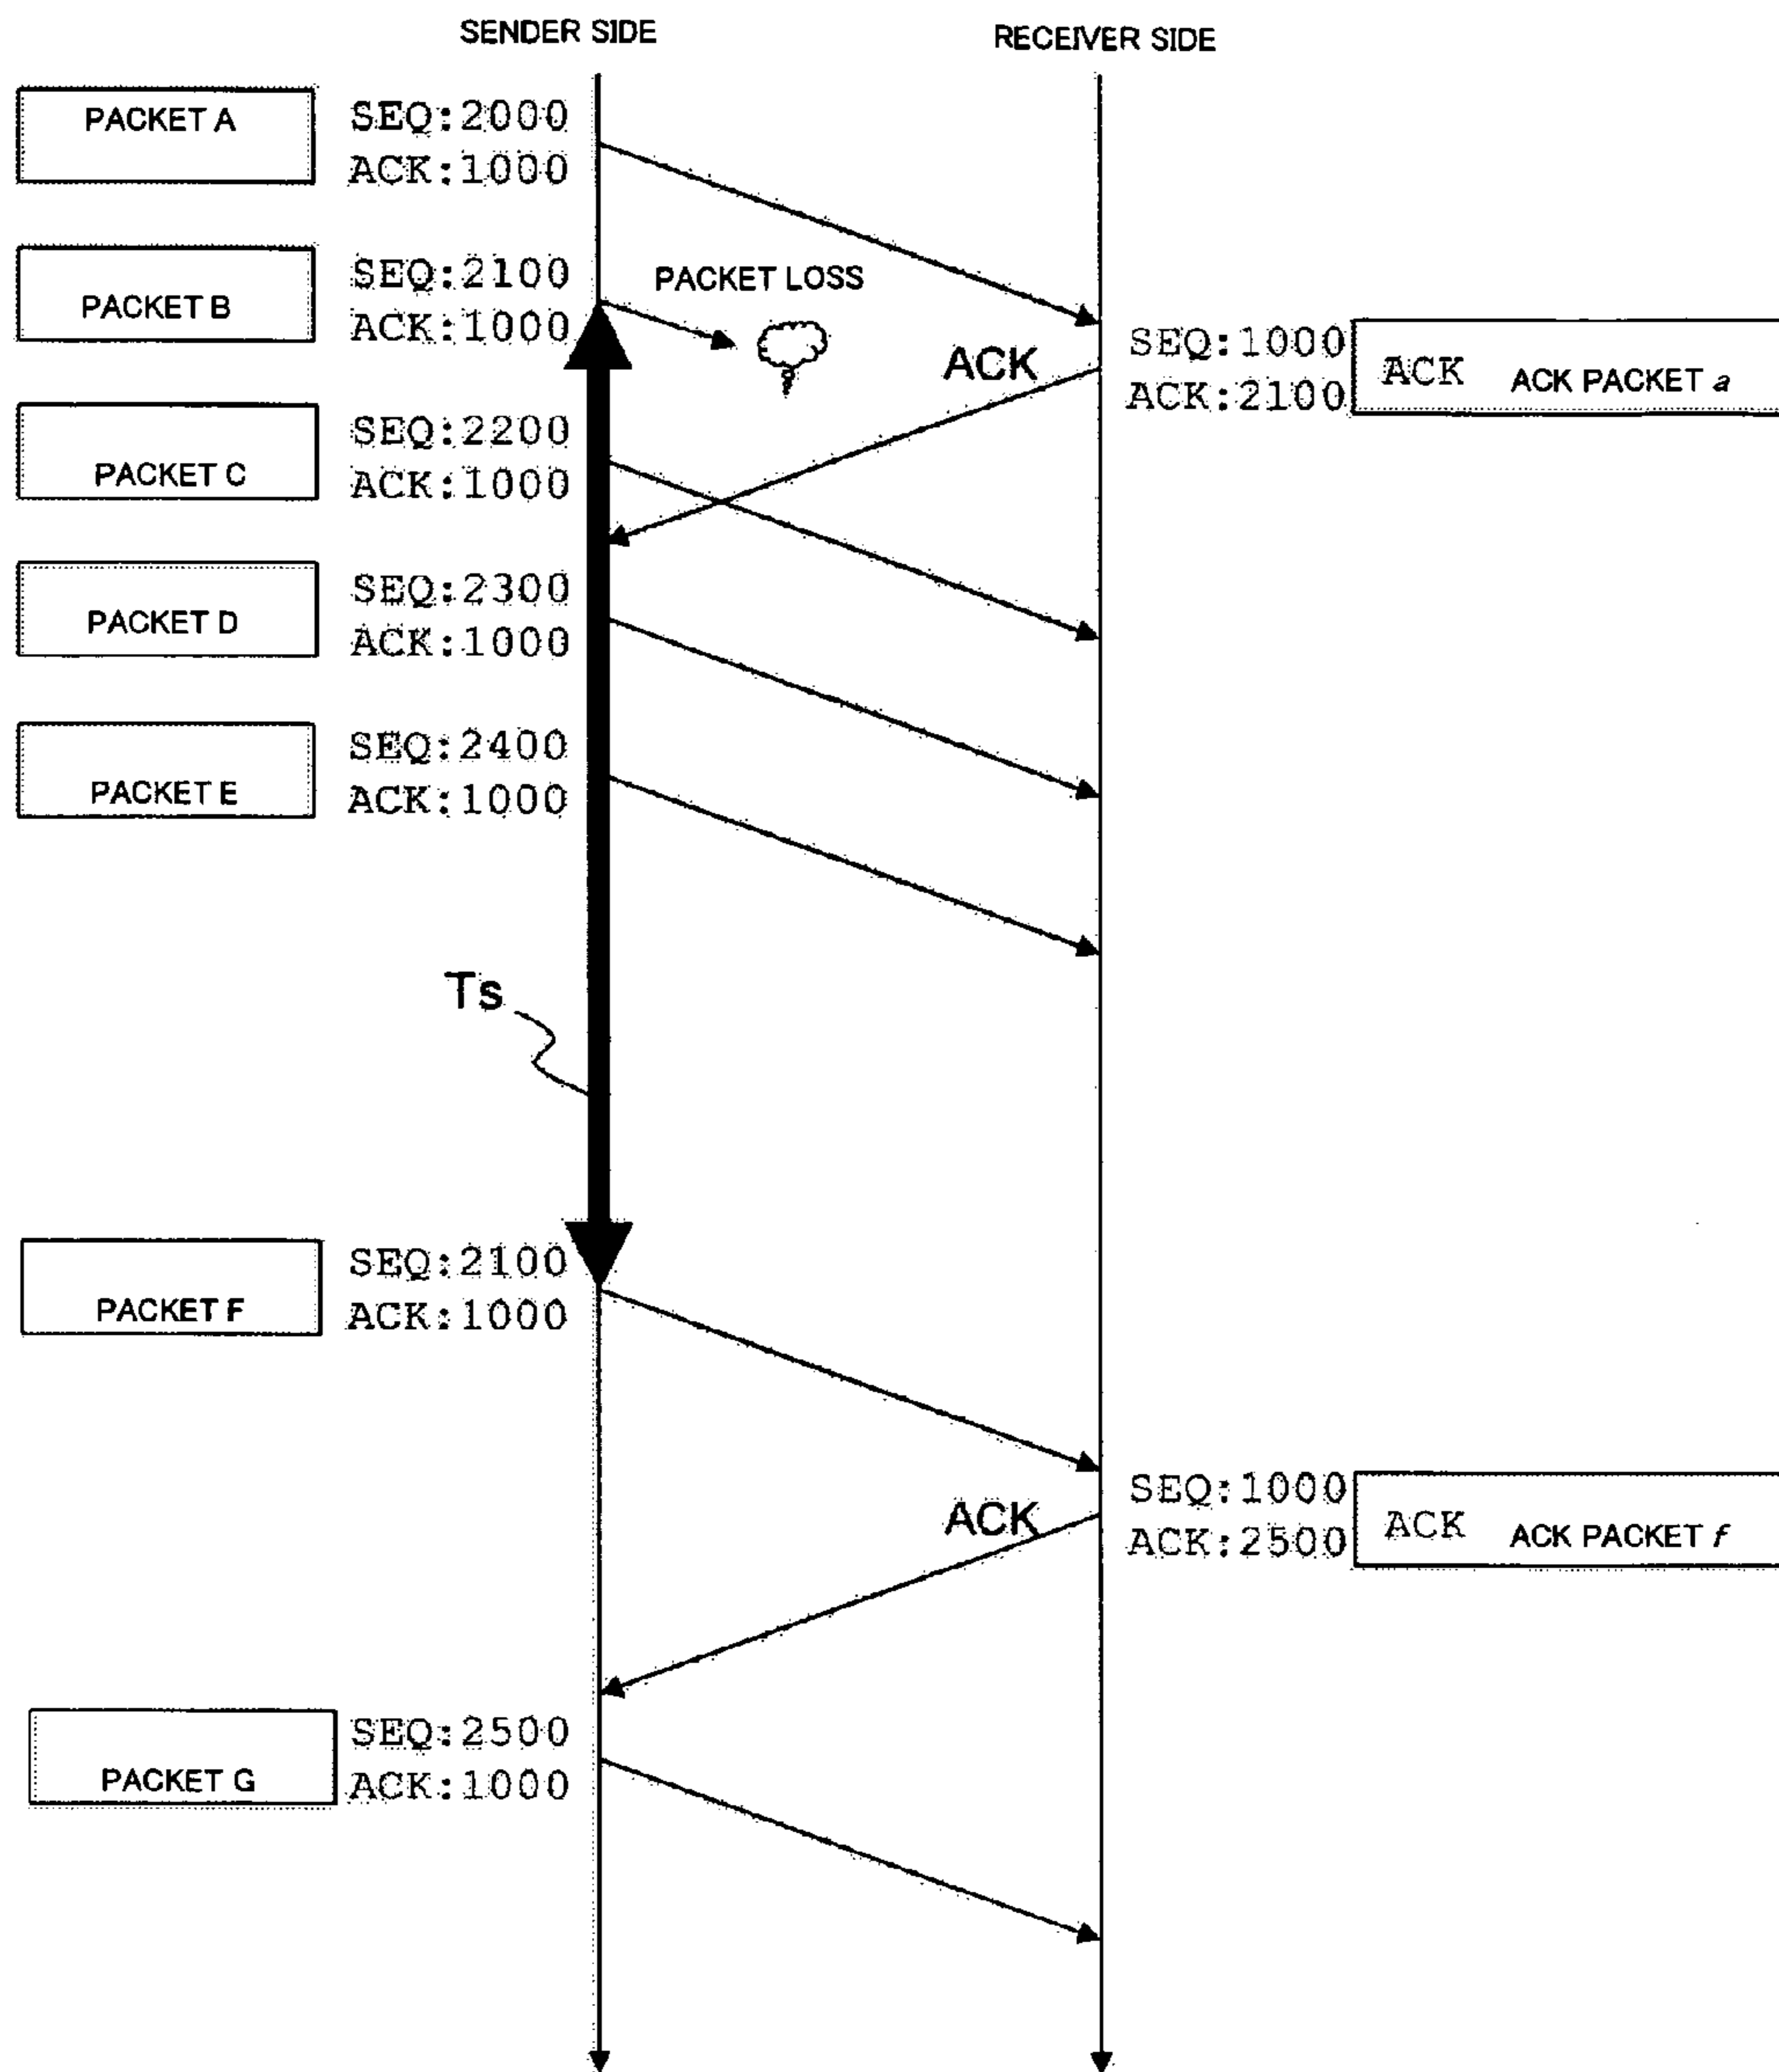 SENDER SIDE
RECEIVER SIDE
PACKET A
SEQ:2000
ACK:1000
PACKET B
SEQ:2100
ACK:1000
PACKET LOSS
ACK
SEQ:1000
ACK:2100
ACK ACK PACKET a
PACKET C
SEQ:2200
ACK:1000
PACKET D
SEQ:2300
ACK:1000
PACKET E
SEQ:2400
ACK:1000
Ts
PACKET F
SEQ:2100
ACK:1000
ACK
SEQ:1000
ACK:2500
ACK ACK PACKET f
PACKET G
SEQ:2500
ACK:1000